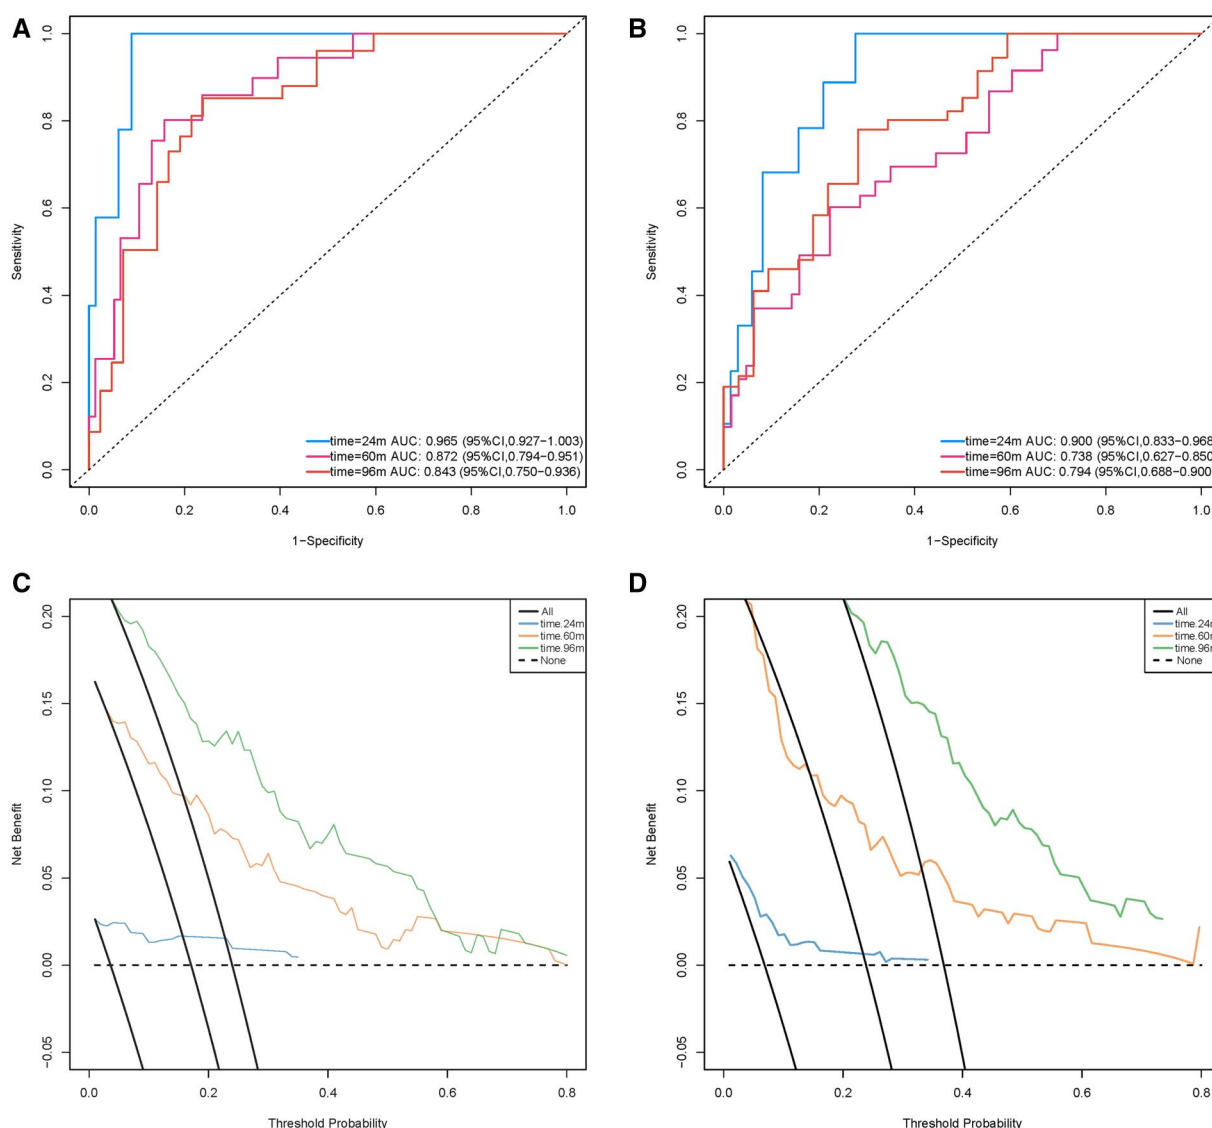 A
B
1.0
0.8
0.6
0.4
0.2
0.0
Sensitivity
time=24m AUC: 0.965 (95%CI,0.927−1.003)
time=60m AUC: 0.872 (95%CI,0.794−0.951)
time=96m AUC: 0.843 (95%CI,0.750−0.936)
0.0 0.2 0.4 0.6 0.8 1.0
1−Specificity
1.0
0.8
0.6
0.4
0.2
0.0
Sensitivity
time=24m AUC: 0.900 (95%CI,0.833−0.968
time=60m AUC: 0.738 (95%CI,0.627−0.850
time=96m AUC: 0.794 (95%CI,0.688−0.900
0.0 0.2 0.4 0.6 0.8 1.0
1−Specificity
C
D
0.20
0.15
0.10
0.05
0.00
−0.05
Net Benefit
All
time.24m
time.60m
time.96m
None
0.0 0.2 0.4 0.6 0.8
Threshold Probability
0.20
0.15
0.10
0.05
0.00
−0.05
Net Benefit
All
time.24m
time.60m
time.96m
None
0.0 0.2 0.4 0.6 0.8
Threshold Probability